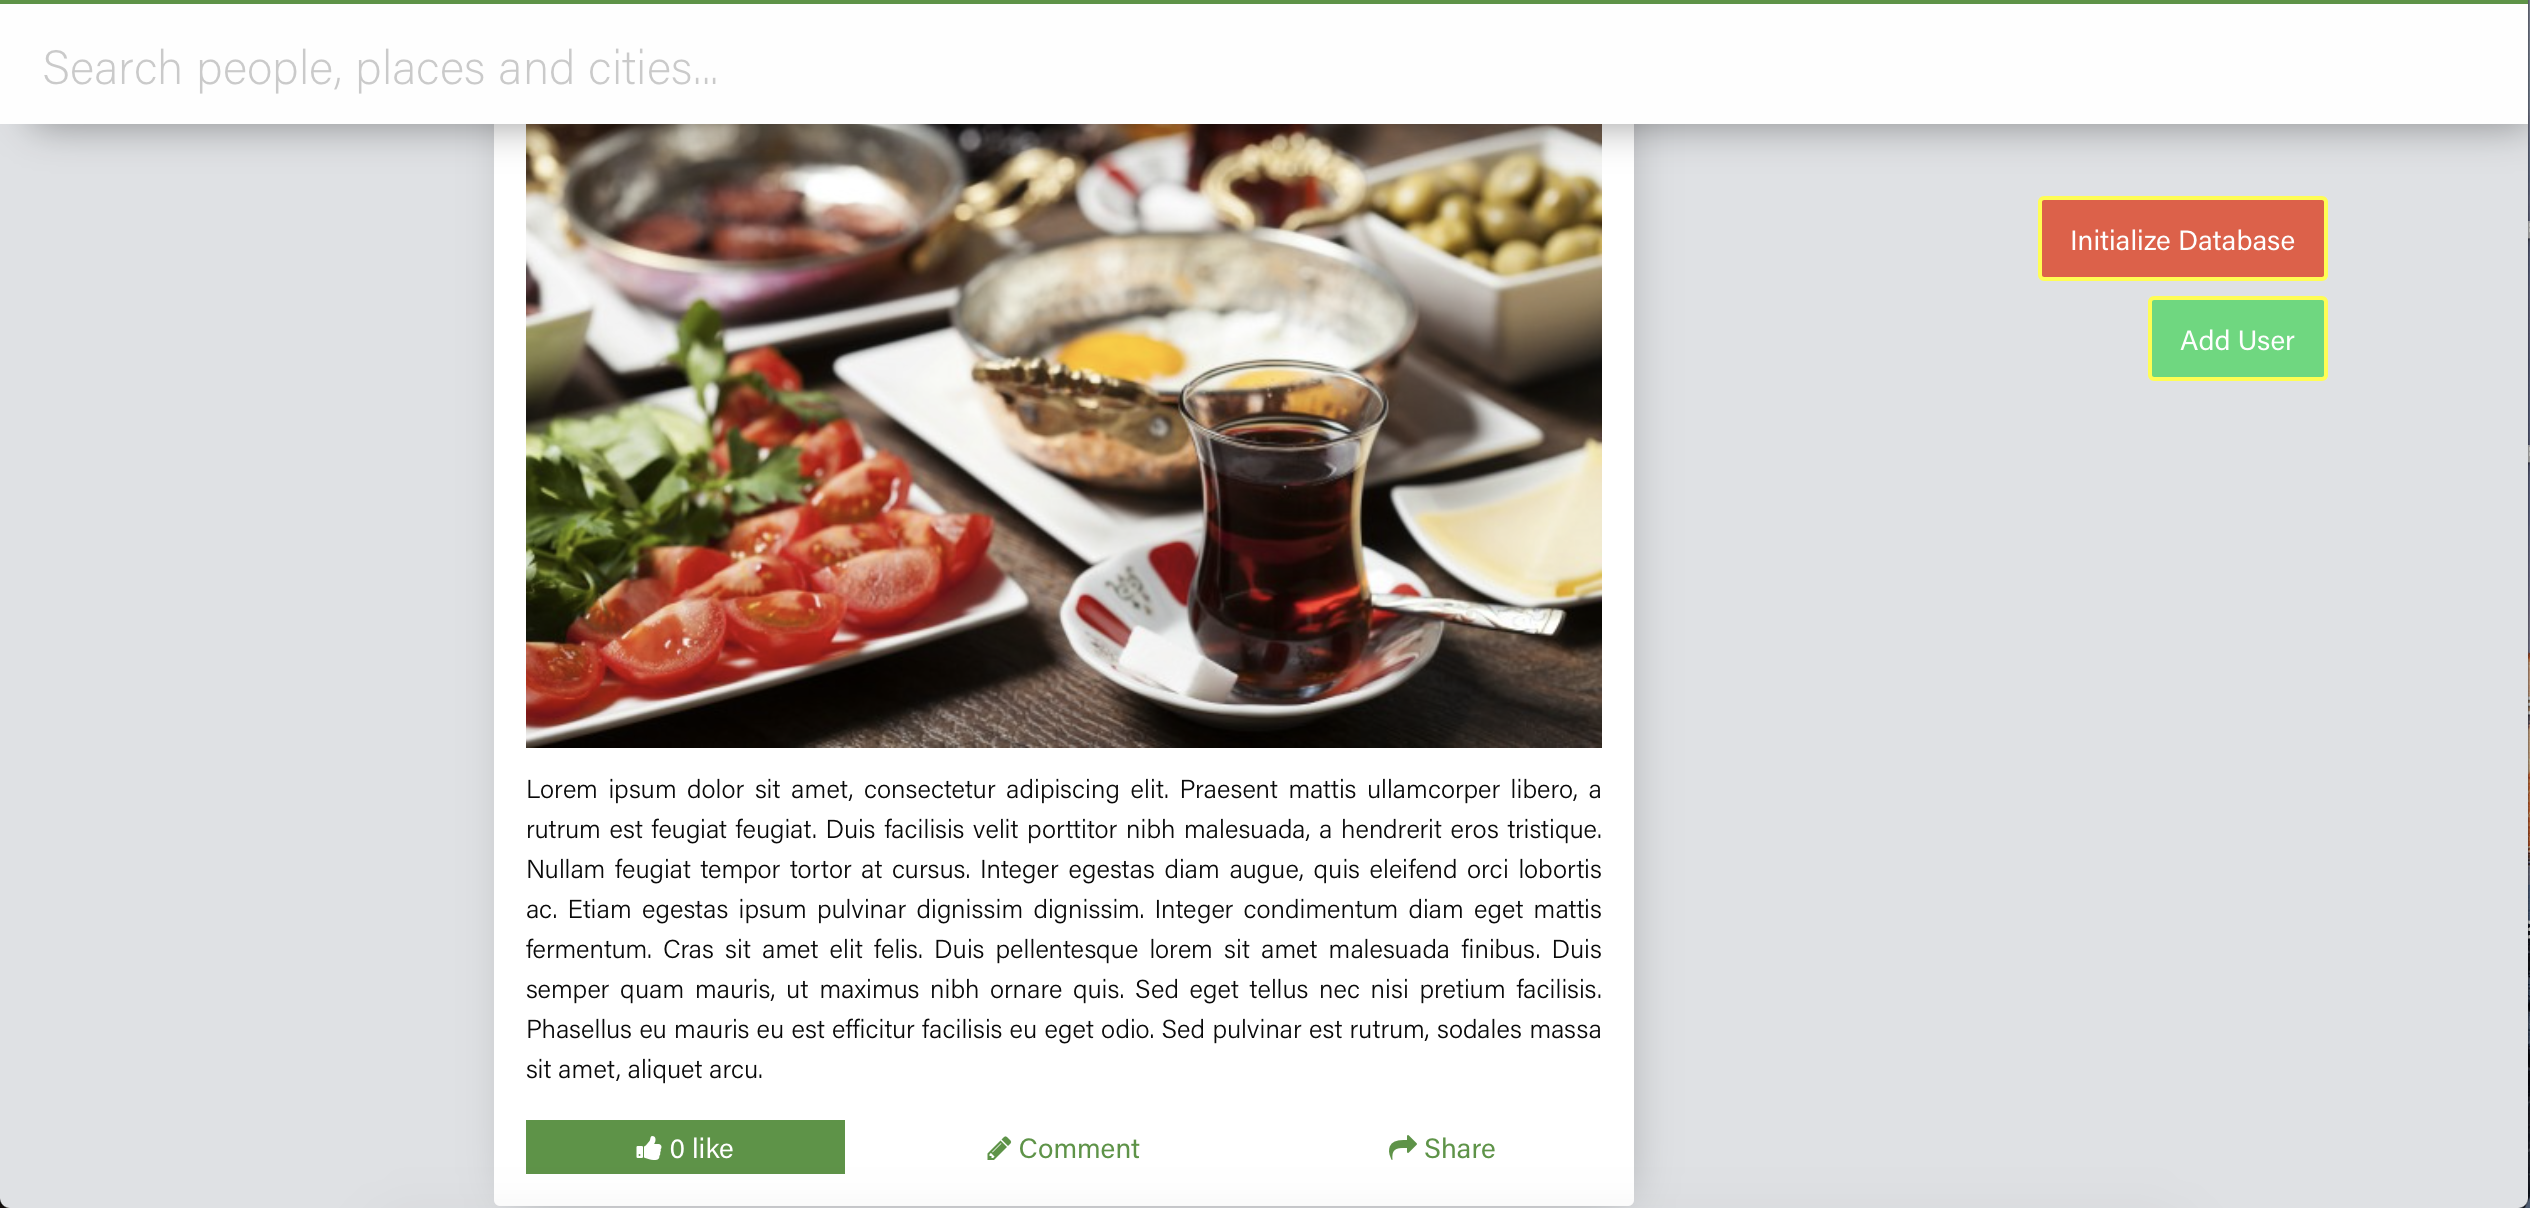 Search people, places and cities...
Initialize Database
Add User
Lorem ipsum dolor sit amet, consectetur adipiscing elit. Praesent mattis ullamcorper libero, a
rutrum est feugiat feugiat. Duis facilisis velit porttitor nibh malesuada, a hendrerit eros tristique.
Nullam feugiat tempor tortor at cursus. Integer egestas diam augue, quis eleifend orci lobortis
ac. Etiam egestas ipsum pulvinar dignissim dignissim. Integer condimentum diam eget mattis
fermentum. Cras sit amet elit felis. Duis pellentesque lorem sit amet malesuada finibus. Duis
semper quam mauris, ut maximus nibh ornare quis. Sed eget tellus nec nisi pretium facilisis.
Phasellus eu mauris eu est efficitur facilisis eu eget odio. Sed pulvinar est rutrum, sodales massa
sit amet, aliquet arcu.
0 like
Comment
Share